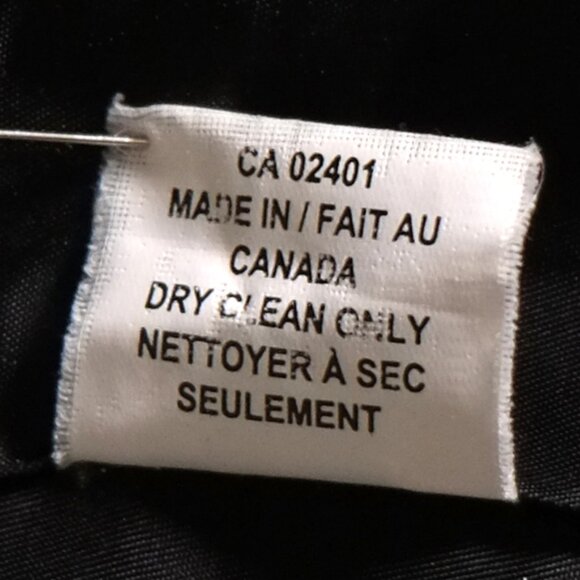 CA 02401
MADE IN / FAIT AU
CANADA
DRY CLEAN ONLY
NETTOYER À SEC
SEULEMENT